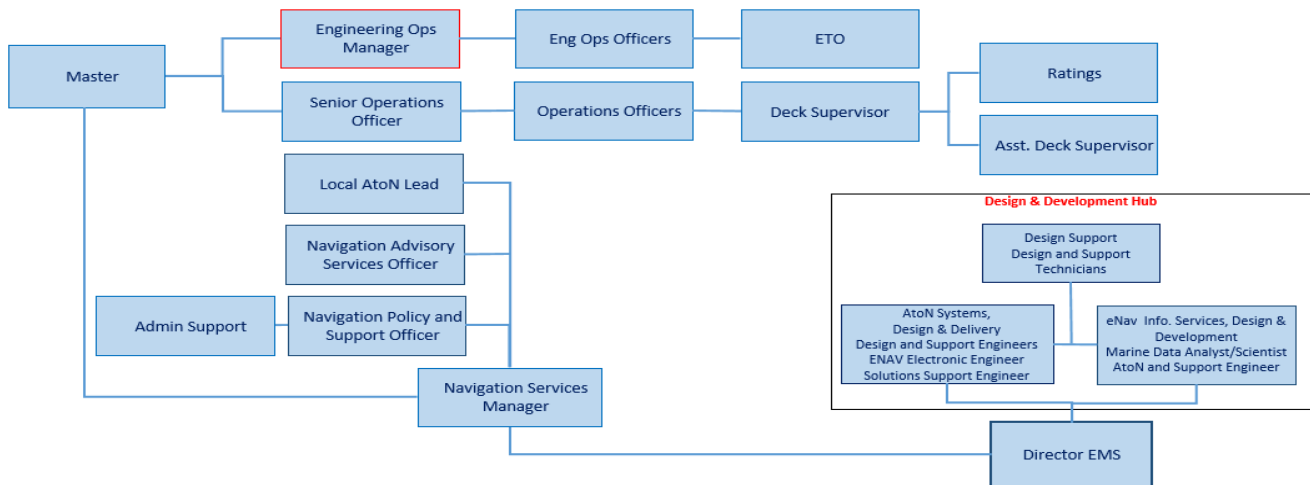 Engineering Ops
Manager
Eng Ops Officers
ETO
Master
Ratings
Senior Operations
Officer
Operations Officers
Deck Supervisor
Asst. Deck Supervisor
Local AtoN Lead
Design & Development Hub
Navigation Advisory
Services Officer
Design Support
Design and Support
Technicians
Admin Support
Navigation Policy and
Support Officer
AtoN Systems,
Design & Delivery
Design and Support Engineers
ENAV Electronic Engineer
Solutions Support Engineer
eNav Info. Services, Design &
Development
Marine Data Analyst/Scientist
AtoN and Support Engineer
Navigation Services
Manager
Director EMS